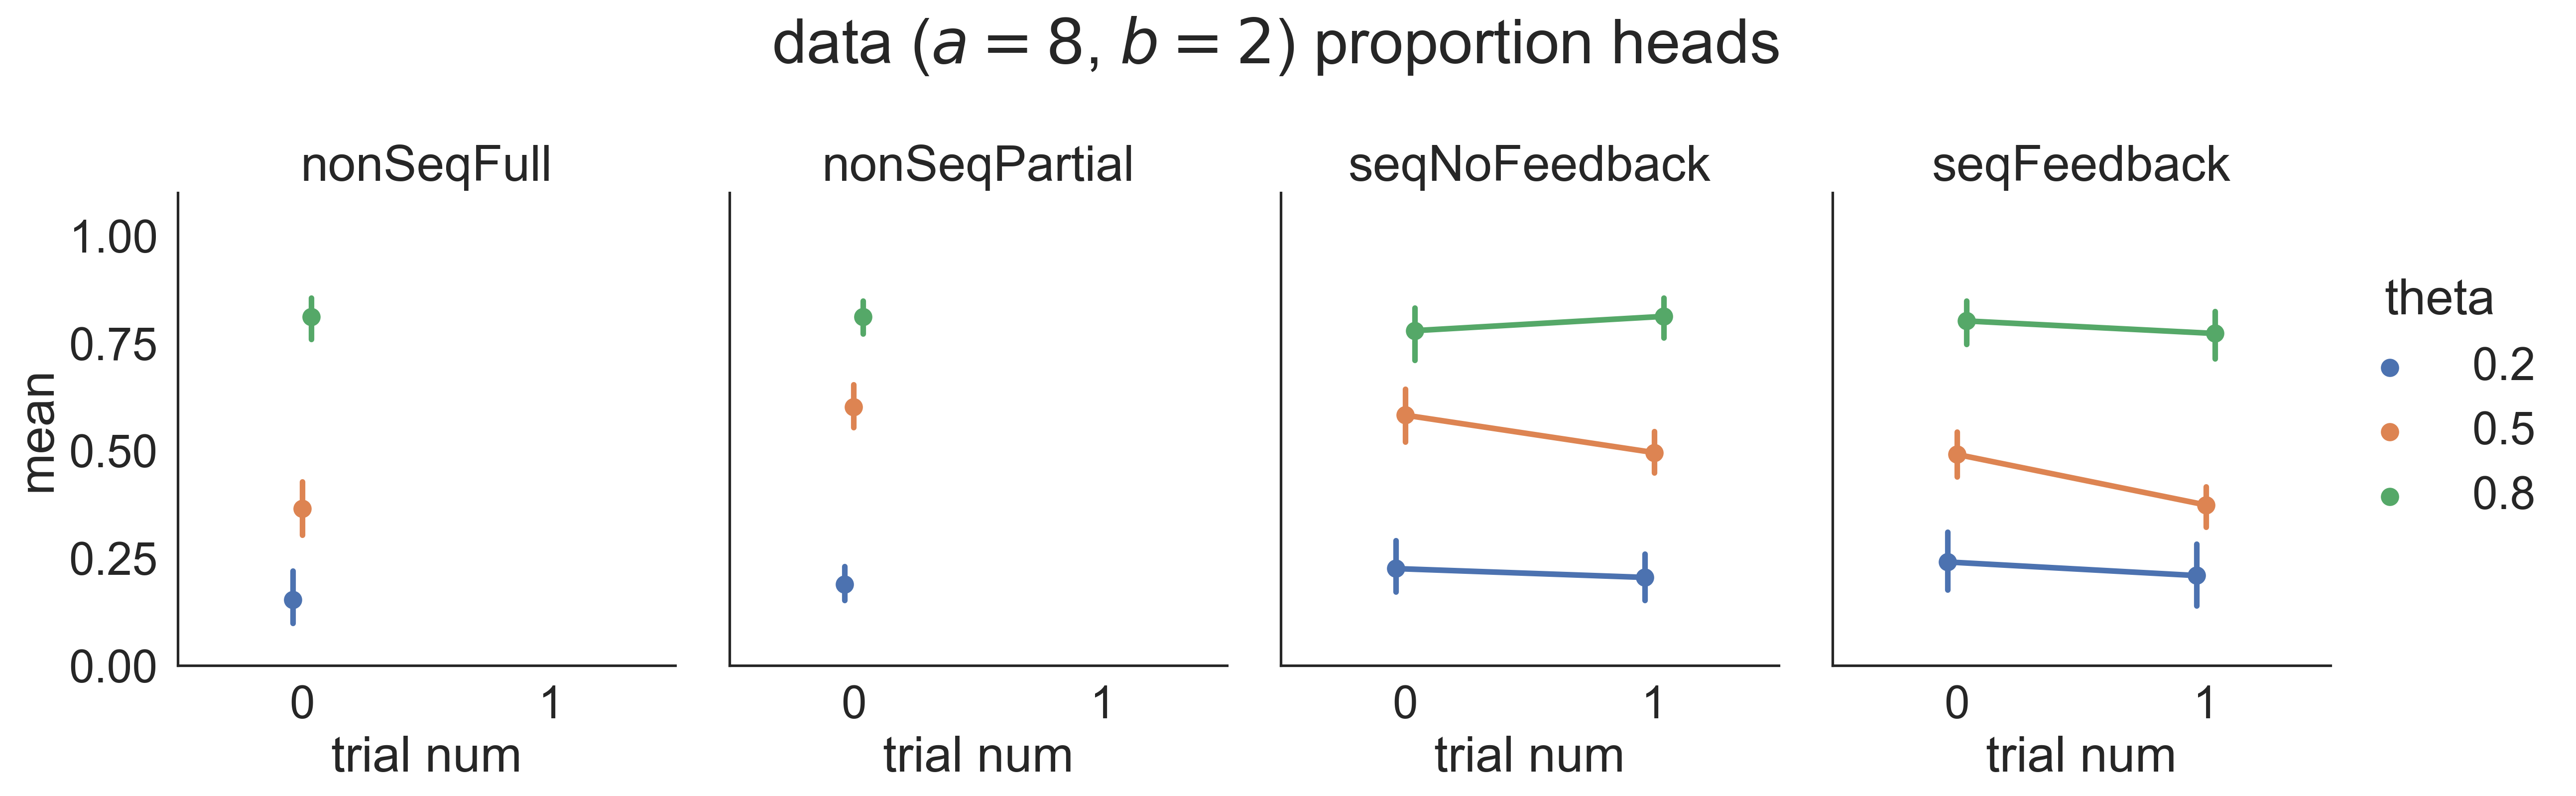 data (a = 8, b = 2) proportion heads
nonSeqFull
nonSeqPartial
seqNoFeedback
seqFeedback
mean
1.00
0.75
0.50
0.25
0.00
0 1
0 1
0 1
0 1
trial num
trial num
trial num
trial num
theta
0.2
0.5
0.8